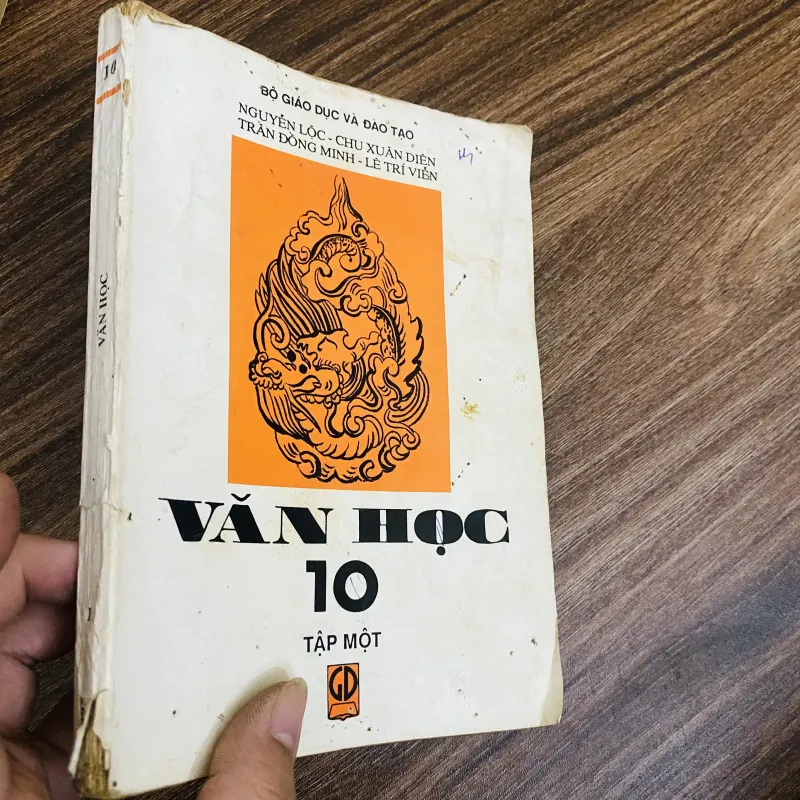 BỘ GIÁO DỤC VÀ ĐÀO TẠO
NGUYỄN LỘC - CHU XUÂN DIÊN
TRẦN ĐỒNG MINH - LÊ TRÍ VIỄN
VĂN HỌC
10
TẬP MỘT
GD
10
VĂN HỌC